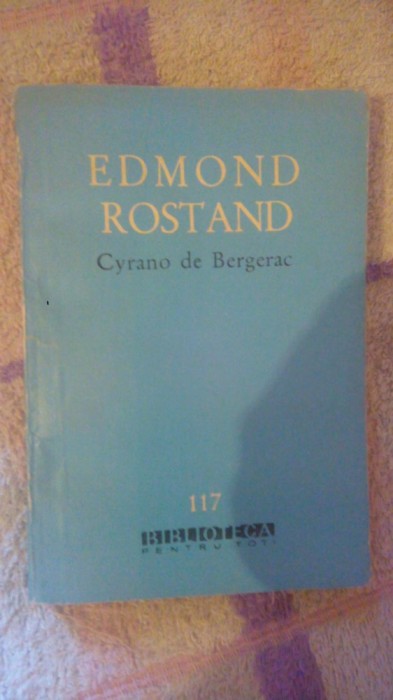 EDMOND
ROSTAND
Cyrano de Bergerac
117
BIBLIOTECA
PENTRU TOȚI